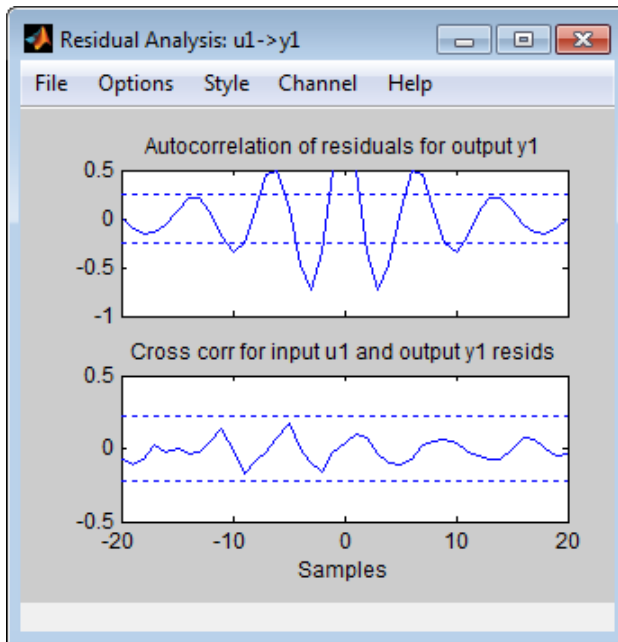 Residual Analysis: u1->y1
File Options Style Channel Help
Autocorrelation of residuals for output y1
0.5
0
-0.5
-1
Cross corr for input u1 and output y1 resids
0.5
0
-0.5
-20 -10 0 10 20
Samples